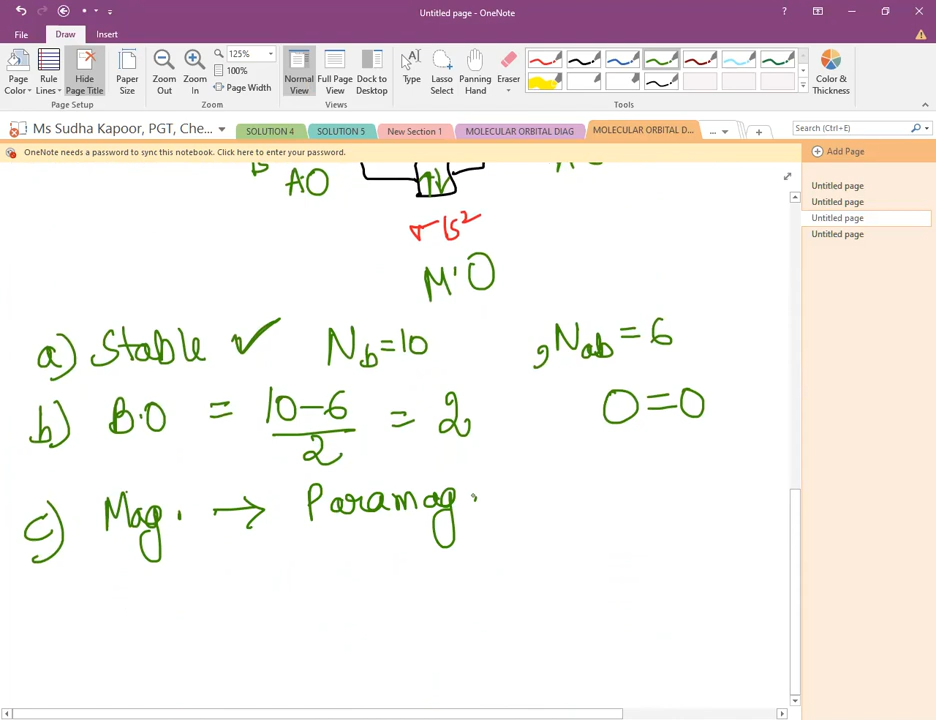 Untitled page - OneNote
File Draw Insert
Page Color Rule Lines Hide Page Title Paper Size Zoom Out Zoom In 125% 100% Page Width Normal View Full Page View Dock to Desktop Type Lasso Select Panning Hand Eraser Color & Thickness
Page Setup Zoom Views Tools
Ms Sudha Kapoor, PGT, Che... SOLUTION 4 SOLUTION 5 New Section 1 MOLECULAR ORBITAL DIAG MOLECULAR ORBITAL D... ... Search (Ctrl+E)
OneNote needs a password to sync this notebook. Click here to enter your password.
Add Page
Untitled page
Untitled page
Untitled page
Untitled page
A·O
σ1s²
M·O
a) Stable ✓ Nb=10 , Nab=6
b) B·O = 10-6/2 = 2 O=O
c) Mag. → Paramag.